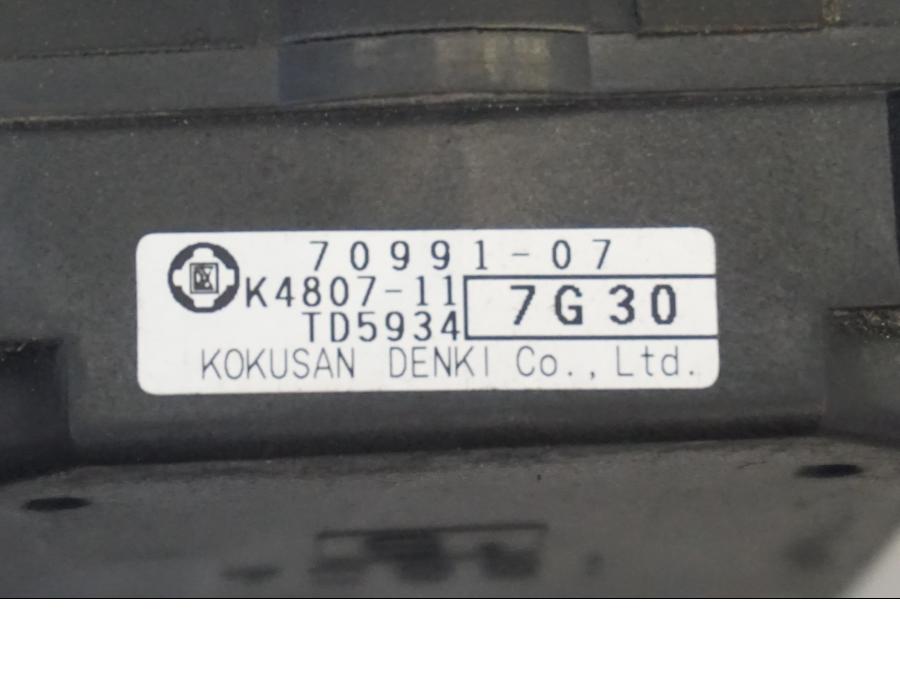 70991-07
K4807-11
7G30
TD5934
KOKUSAN DENKI Co., Ltd.